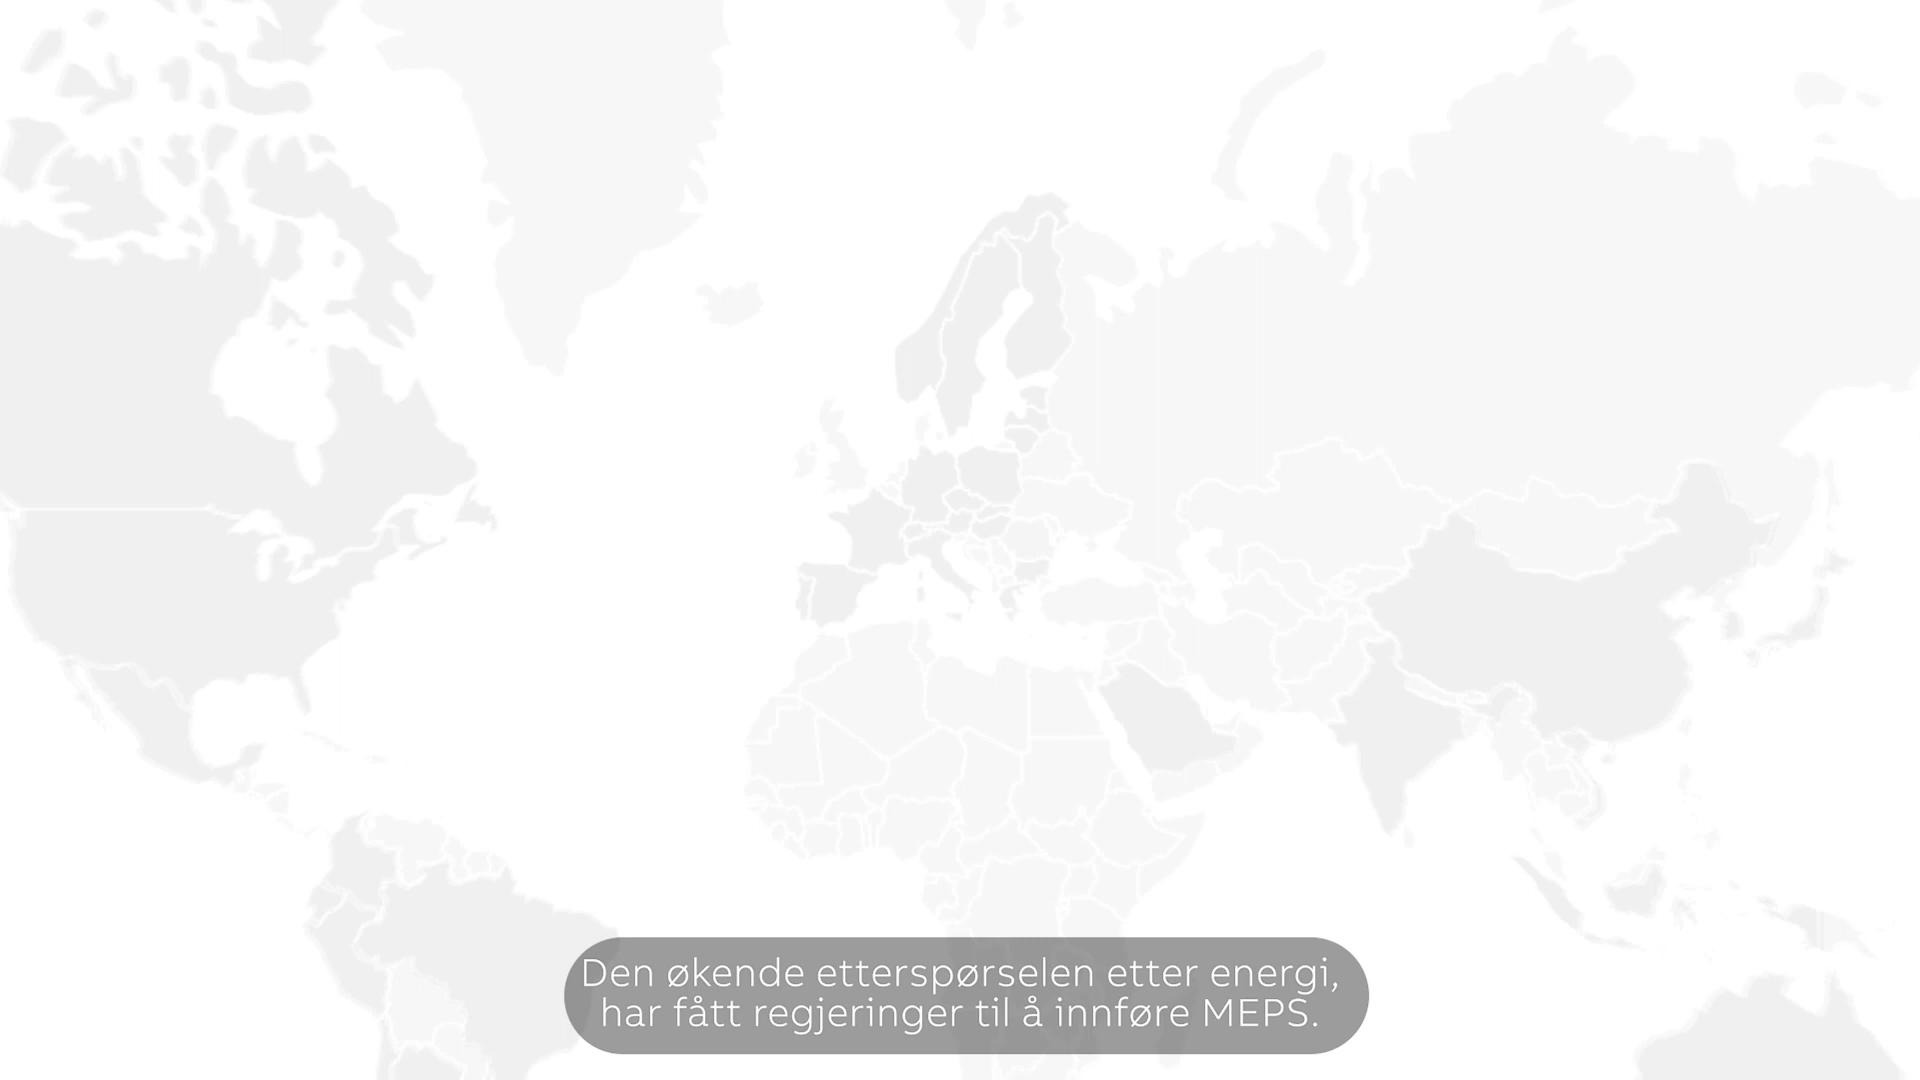 Den økende etterspørselen etter energi,
har fått regjeringer til å innføre MEPS.